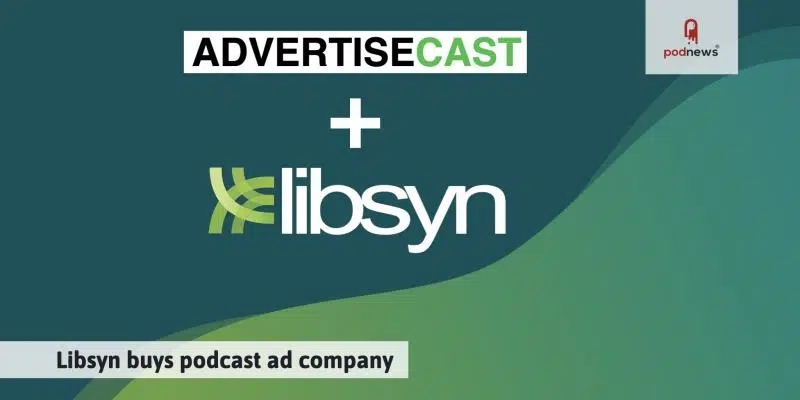 ADVERTISECAST
podnews®
+
libsyn
Libsyn buys podcast ad company